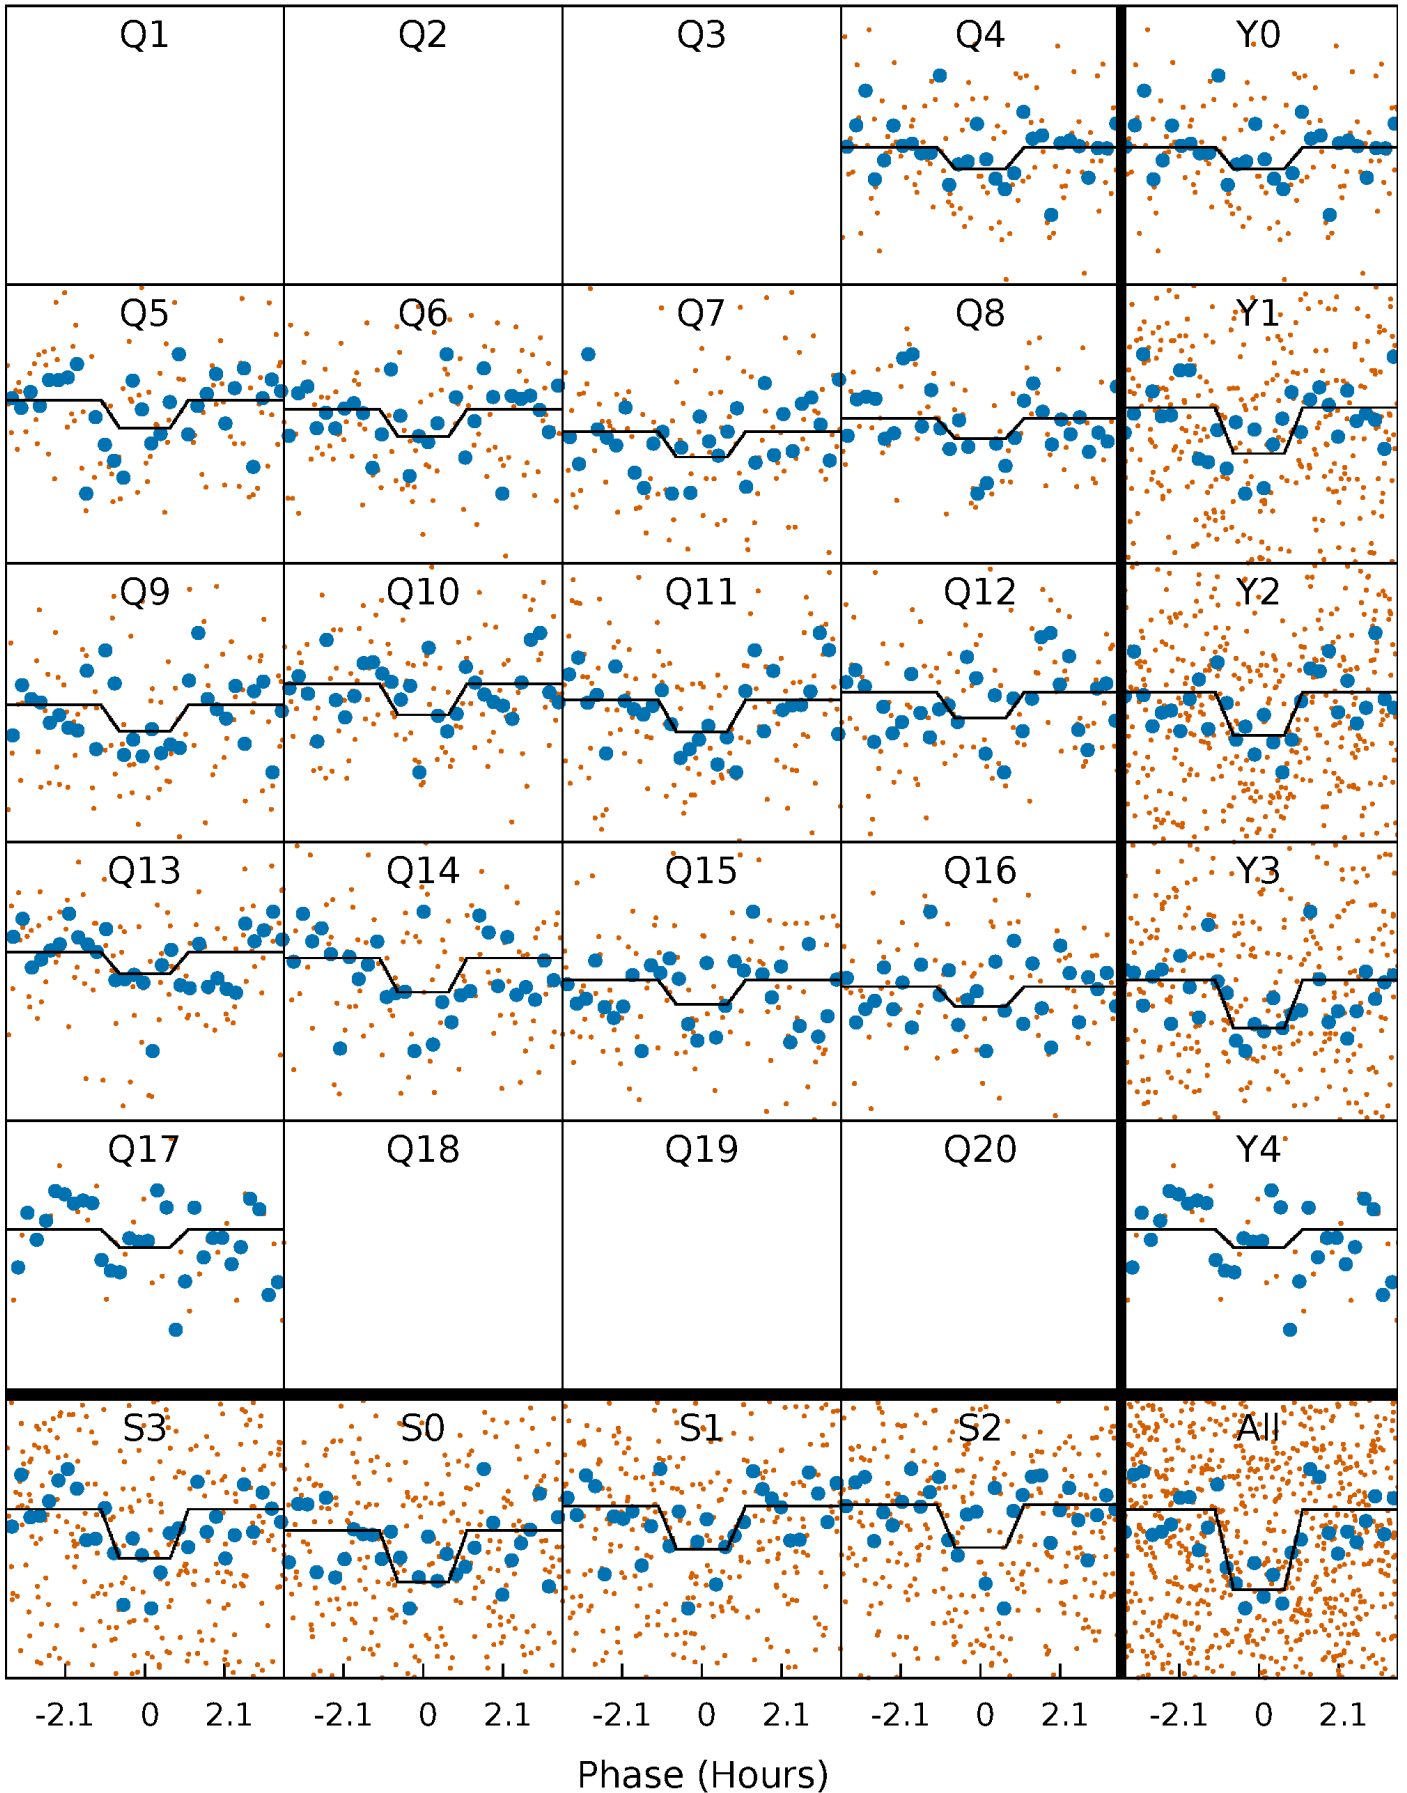 Q1 Q2 Q3 Q4 Y0
Q5 Q6 Q7 Q8 Y1
Q9 Q10 Q11 Q12 Y2
Q13 Q14 Q15 Q16 Y3
Q17 Q18 Q19 Q20 Y4
S3 S0 S1 S2 All
-2.1 0 2.1 -2.1 0 2.1 -2.1 0 2.1 -2.1 0 2.1 -2.1 0 2.1
Phase (Hours)